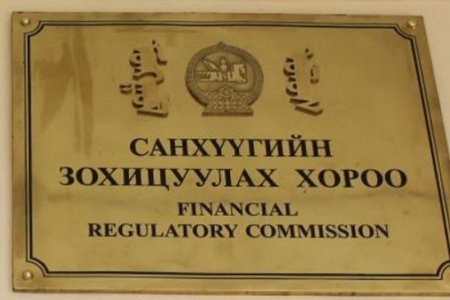 САНХҮҮГИЙН
ЗОХИЦУУЛАХ ХОРОО
FINANCIAL
REGULATORY COMMISSION